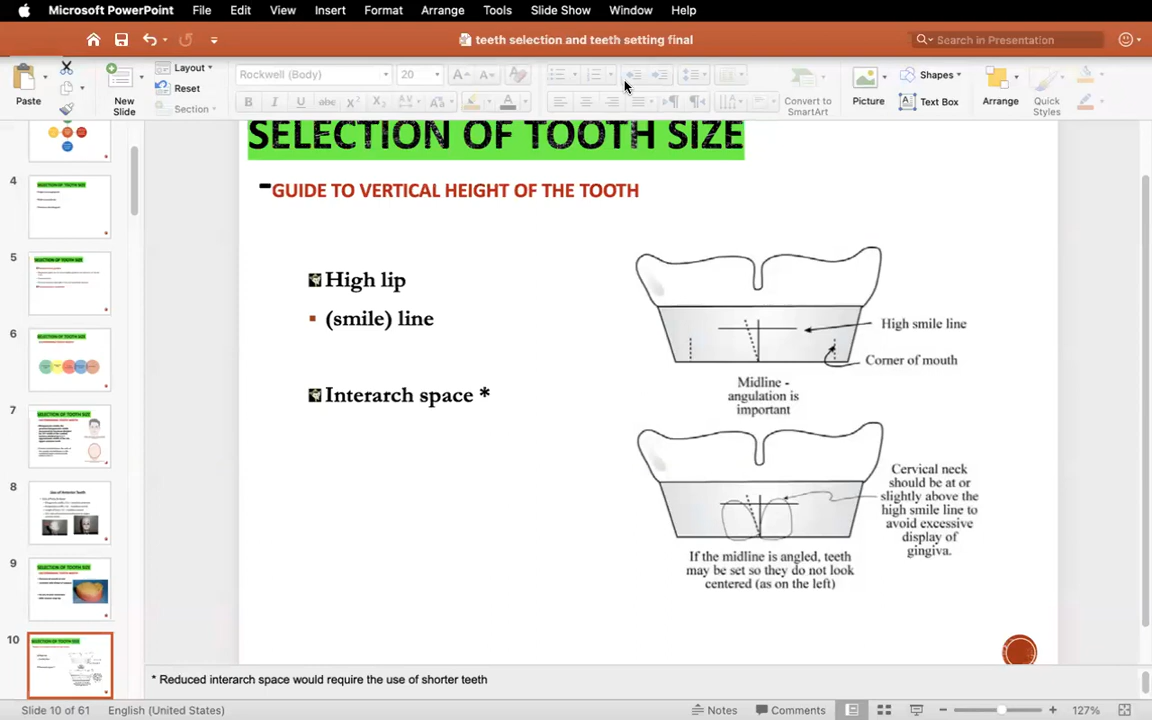 Microsoft PowerPoint File Edit View Insert Format Arrange Tools Slide Show Window Help
teeth selection and teeth setting final
Search in Presentation
Paste
New
Slide
Layout
Reset
Section
Rockwell (Body)
20
Convert to
SmartArt
Picture
Shapes
Text Box
Arrange
Quick
Styles
4
5
6
7
8
9
10
SELECTION OF TOOTH SIZE
-GUIDE TO VERTICAL HEIGHT OF THE TOOTH
High lip
(smile) line
Interarch space *
High smile line
Corner of mouth
Midline -
angulation is
important
Cervical neck
should be at or
slightly above the
high smile line to
avoid excessive
display of
gingiva.
If the midline is angled, teeth
may be set so they do not look
centered (as on the left)
* Reduced interarch space would require the use of shorter teeth
Slide 10 of 61 English (United States) Notes Comments 127%